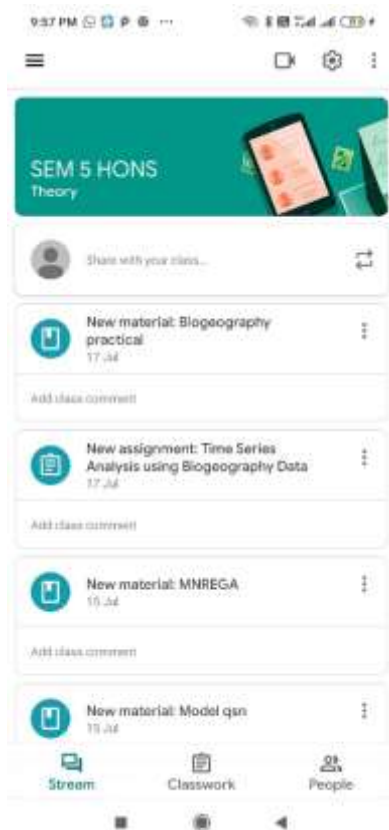 9:57 PM
SEM 5 HONS
Theory
Share with your class...
New material: Biogeography
practical
17 Jul
Add class comment
New assignment: Time Series
Analysis using Biogeography Data
17 Jul
Add class comment
New material: MNREGA
15 Jul
Add class comment
New material: Model qsn
15 Jul
Stream
Classwork
People